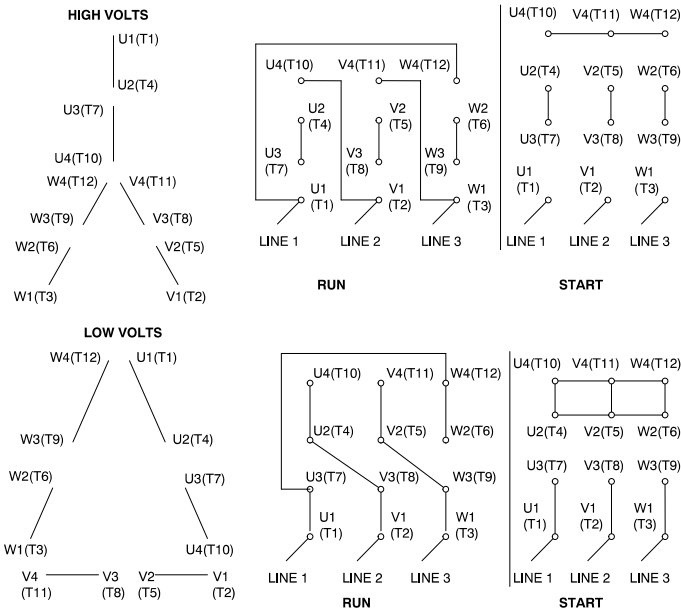 HIGH VOLTS
U1(T1)
U2(T4)
U3(T7)
U4(T10)
W4(T12) V4(T11)
W3(T9) V3(T8)
W2(T6) V2(T5)
W1(T3) V1(T2)
U4(T10) V4(T11) W4(T12)
U2 (T4)
V2 (T5)
W2 (T6)
U3 (T7)
V3 (T8)
W3 (T9)
U1 (T1)
V1 (T2)
W1 (T3)
LINE 1 LINE 2 LINE 3
RUN
U4(T10) V4(T11) W4(T12)
U2(T4) V2(T5) W2(T6)
U3(T7) V3(T8) W3(T9)
U1 (T1)
V1 (T2)
W1 (T3)
LINE 1 LINE 2 LINE 3
START
LOW VOLTS
W4(T12) U1(T1)
W3(T9) U2(T4)
W2(T6) U3(T7)
W1(T3) U4(T10)
V4 (T11)
V3 (T8)
V2 (T5)
V1 (T2)
U4(T10) V4(T11) W4(T12)
U2(T4) V2(T5) W2(T6)
U3(T7) V3(T8) W3(T9)
U1 (T1)
V1 (T2)
W1 (T3)
LINE 1 LINE 2 LINE 3
RUN
U4(T10) V4(T11) W4(T12)
U2(T4) V2(T5) W2(T6)
U3(T7) V3(T8) W3(T9)
U1 (T1)
V1 (T2)
W1 (T3)
LINE 1 LINE 2 LINE 3
START